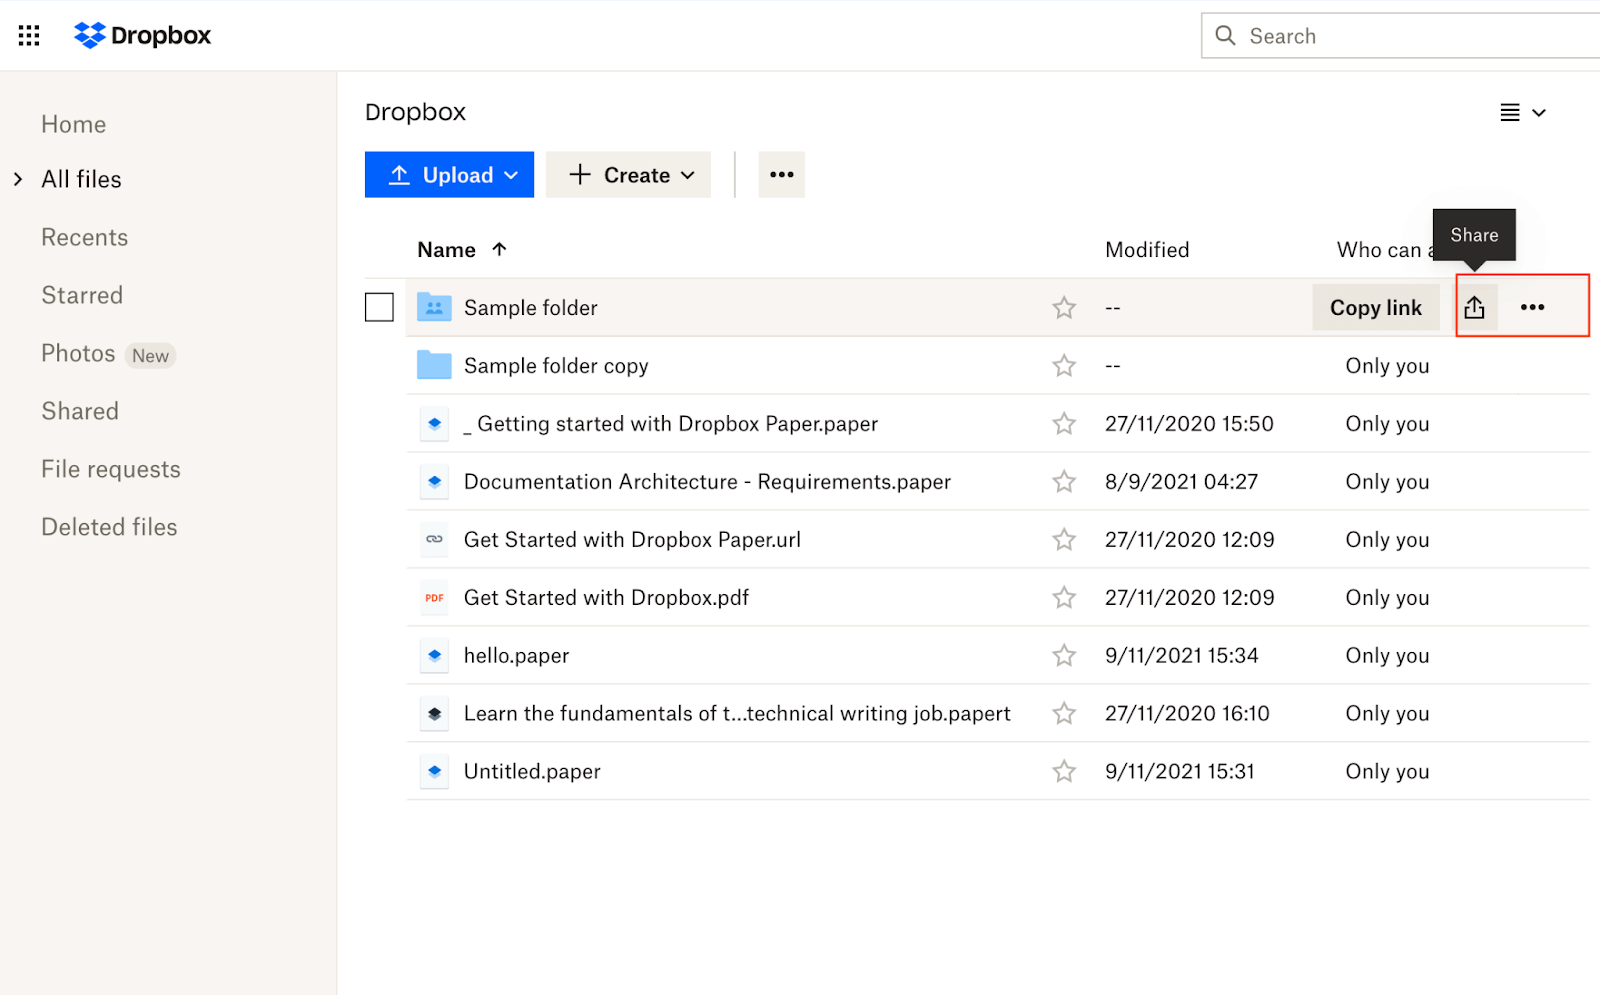 Dropbox
Search
Home
All files
Recents
Starred
Photos New
Shared
File requests
Deleted files
Dropbox
Upload
Create
Share
Name Modified Who can a
Sample folder -- Copy link
Sample folder copy -- Only you
_ Getting started with Dropbox Paper.paper 27/11/2020 15:50 Only you
Documentation Architecture - Requirements.paper 8/9/2021 04:27 Only you
Get Started with Dropbox Paper.url 27/11/2020 12:09 Only you
PDF Get Started with Dropbox.pdf 27/11/2020 12:09 Only you
hello.paper 9/11/2021 15:34 Only you
Learn the fundamentals of t...technical writing job.papert 27/11/2020 16:10 Only you
Untitled.paper 9/11/2021 15:31 Only you